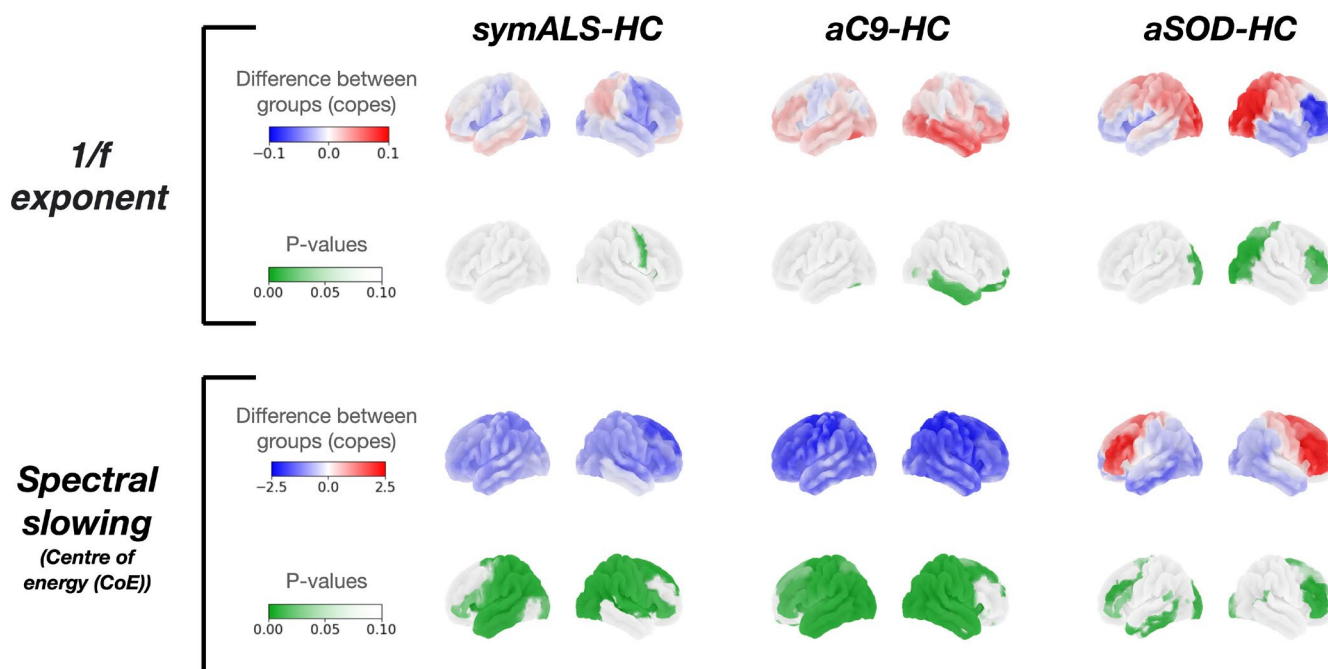 symALS-HC aC9-HC aSOD-HC
1/f
exponent
Difference between
groups (copes)
−0.1 0.0 0.1
P-values
0.00 0.05 0.10
Spectral
slowing
(Centre of
energy (CoE))
Difference between
groups (copes)
−2.5 0.0 2.5
P-values
0.00 0.05 0.10